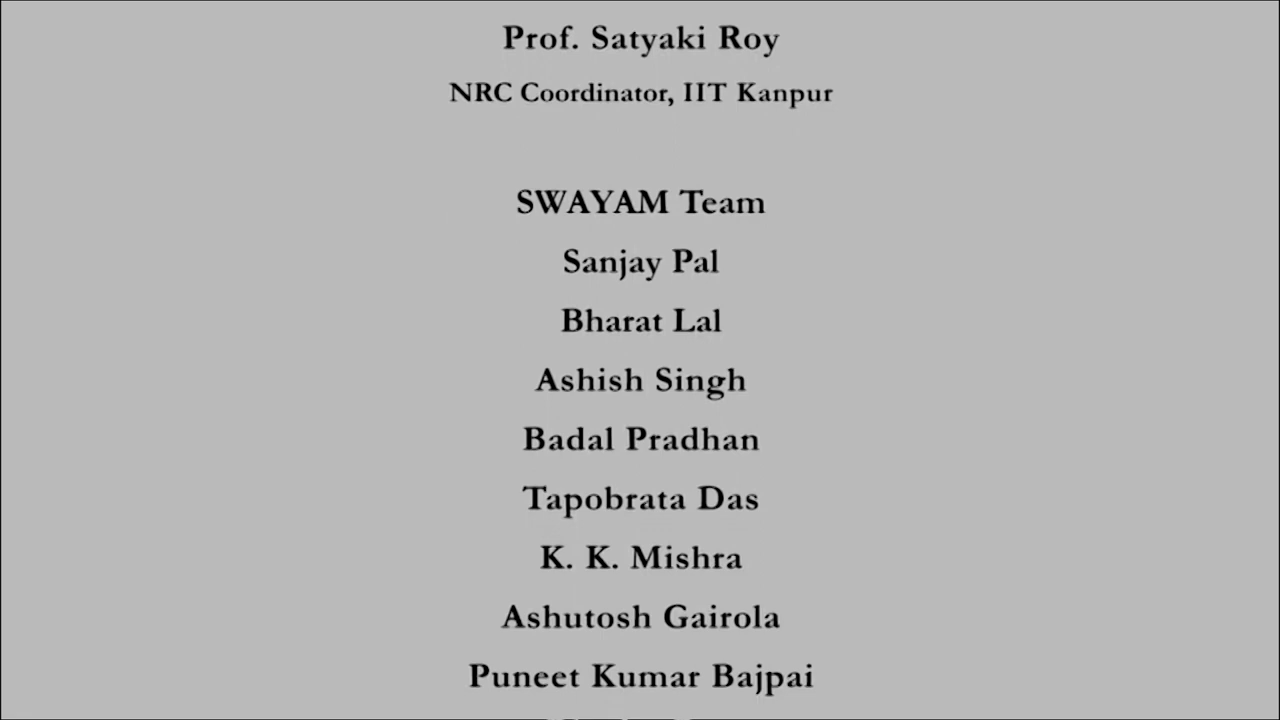 Prof. Satyaki Roy
NRC Coordinator, IIT Kanpur
SWAYAM Team
Sanjay Pal
Bharat Lal
Ashish Singh
Badal Pradhan
Tapobrata Das
K. K. Mishra
Ashutosh Gairola
Puneet Kumar Bajpai